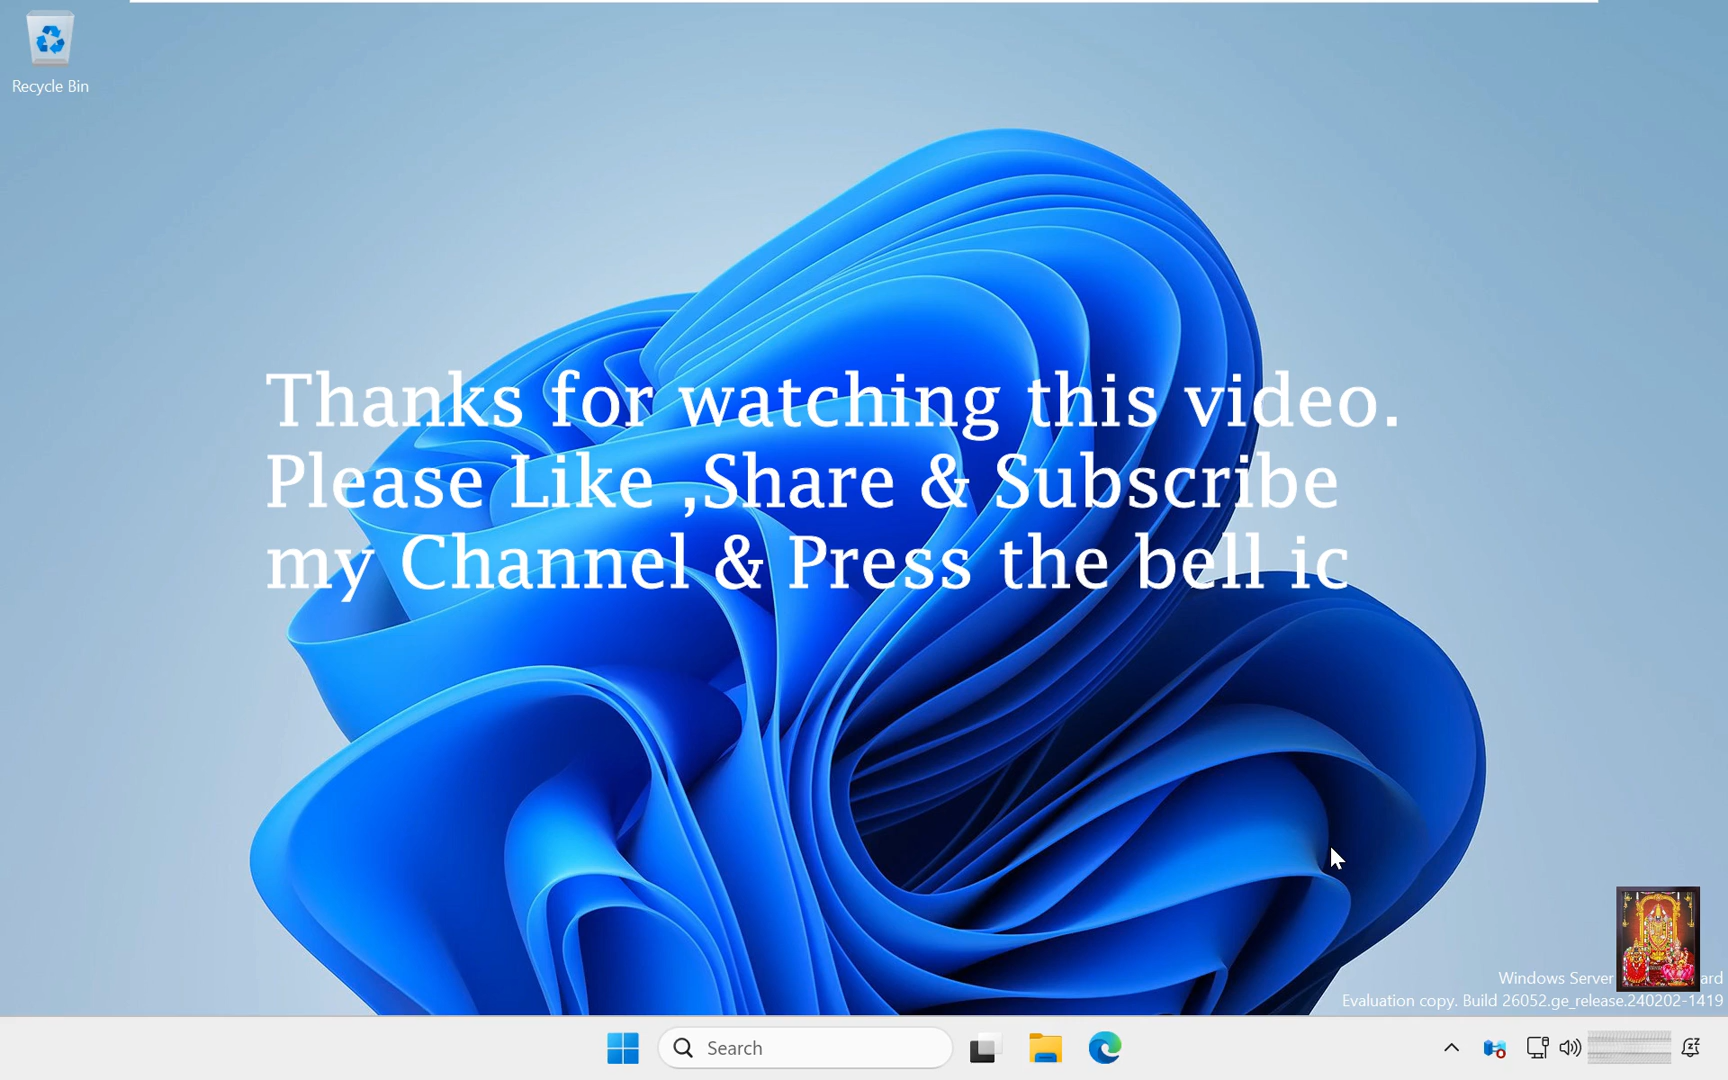 Recycle Bin
Thanks for watching this video.
Please Like ,Share & Subscribe
my Channel & Press the bell ic
Windows Server
ard
Evaluation copy. Build 26052.ge_release.240202-1419
Search